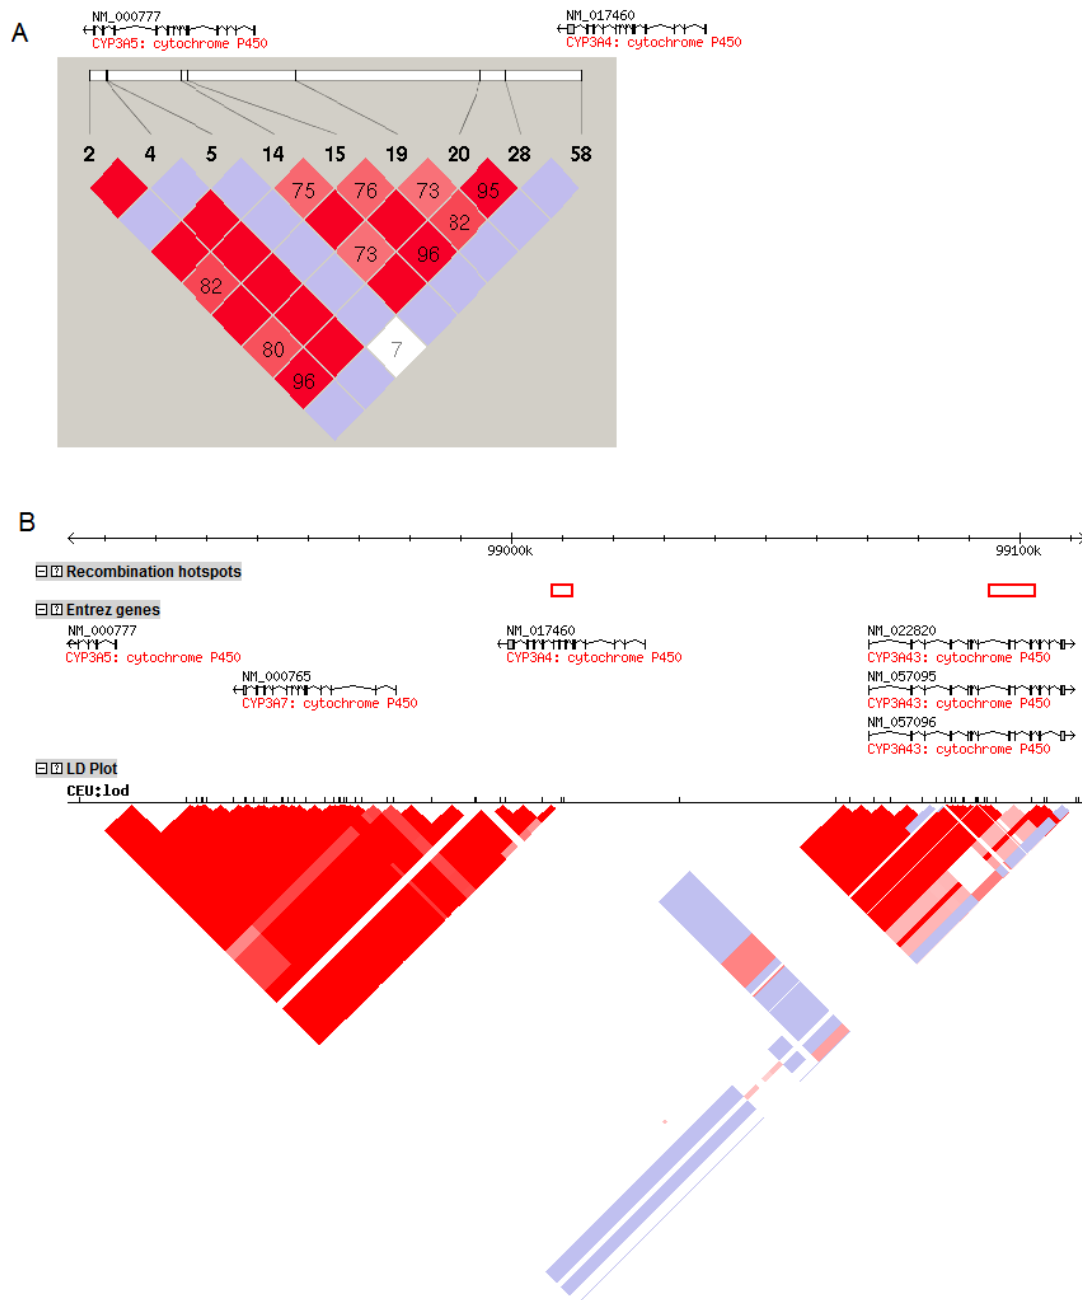 A
NM_000777
CYP3A5: cytochrome P450
NM_017460
CYP3A4: cytochrome P450
2 4 5 14 15 19 20 28 58
75 76 73 95
82
73 96
82
80 7
96
B
99000k 99100k
Recombination hotspots
Entrez genes
NM_000777
CYP3A5: cytochrome P450
NM_017460
CYP3A4: cytochrome P450
NM_022820
CYP3A43: cytochrome P450
NM_000765
CYP3A7: cytochrome P450
NM_057095
CYP3A43: cytochrome P450
NM_057096
CYP3A43: cytochrome P450
LD Plot
CEU:lod